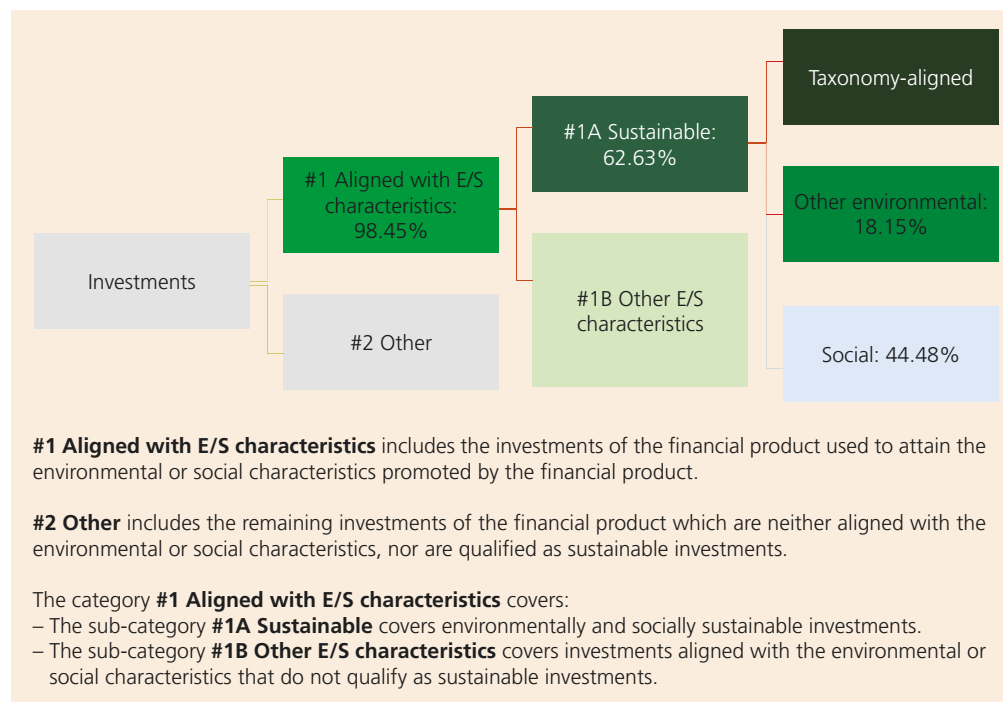 Investments
#1 Aligned with E/S
characteristics:
98.45%
#2 Other
#1A Sustainable:
62.63%
#1B Other E/S
characteristics
Taxonomy-aligned
Other environmental:
18.15%
Social: 44.48%
#1 Aligned with E/S characteristics includes the investments of the financial product used to attain the
environmental or social characteristics promoted by the financial product.
#2 Other includes the remaining investments of the financial product which are neither aligned with the
environmental or social characteristics, nor are qualified as sustainable investments.
The category #1 Aligned with E/S characteristics covers:
– The sub-category #1A Sustainable covers environmentally and socially sustainable investments.
– The sub-category #1B Other E/S characteristics covers investments aligned with the environmental or
social characteristics that do not qualify as sustainable investments.